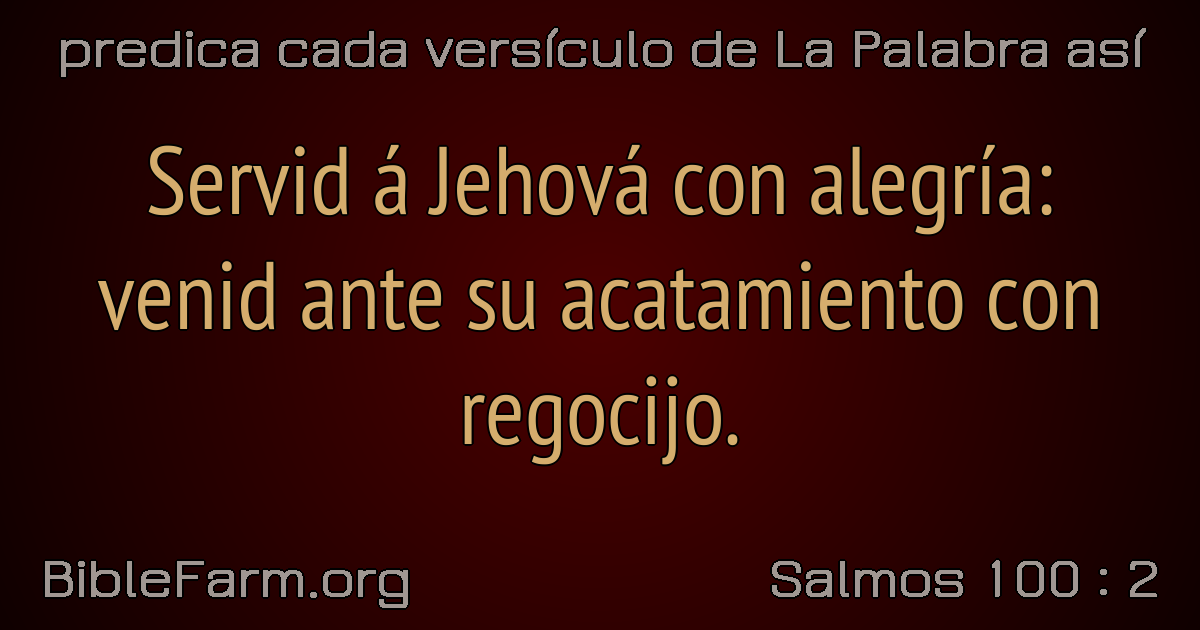 predica cada versículo de La Palabra así
Servid á Jehová con alegría:
venid ante su acatamiento con
regocijo.
BibleFarm.org
Salmos 100 : 2